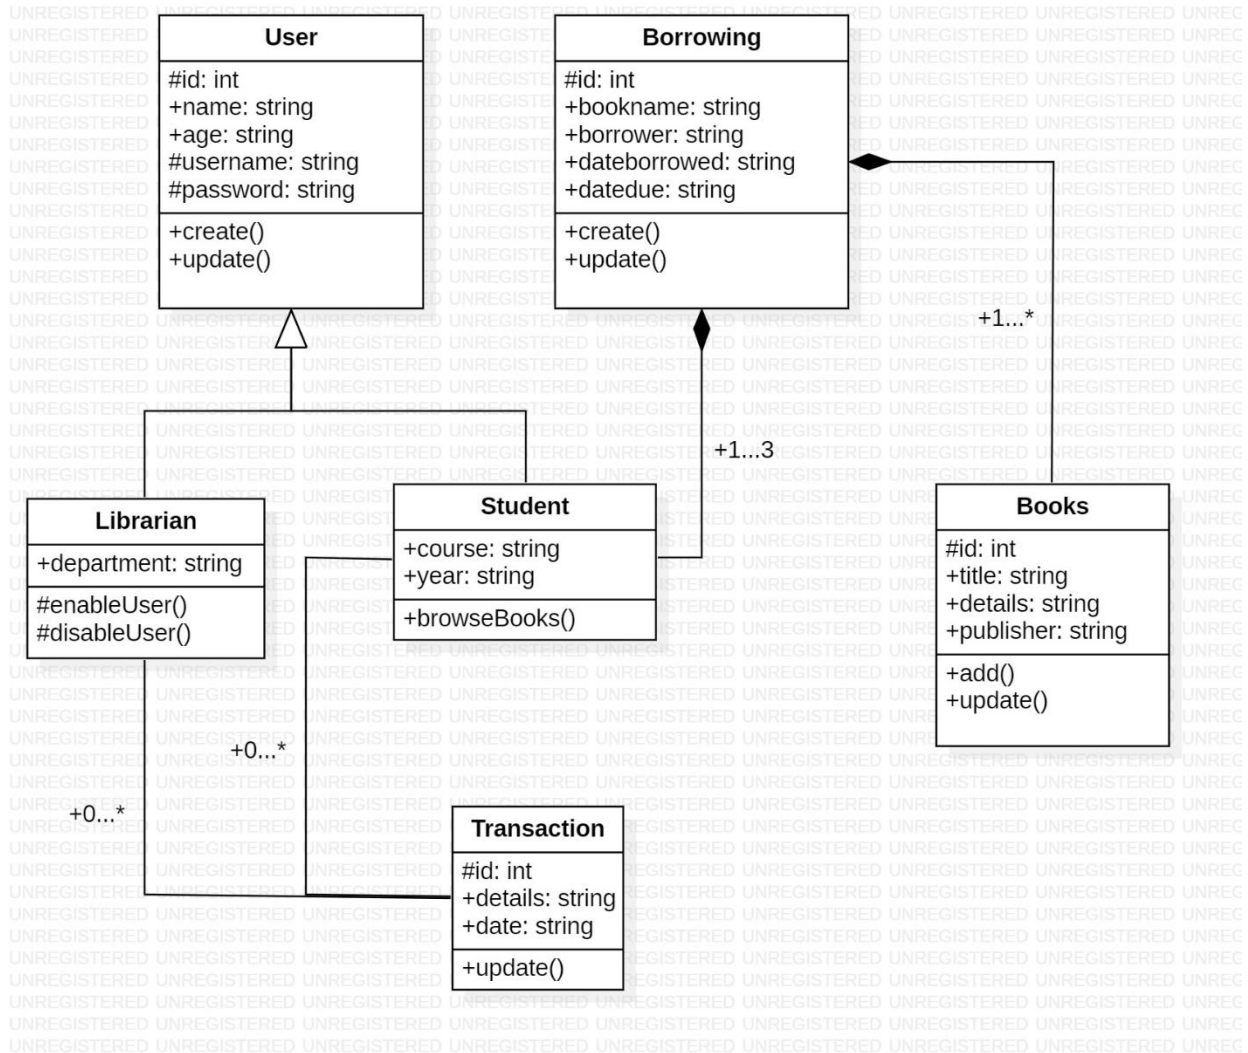 User
#id: int
+name: string
+age: string
#username: string
#password: string
+create()
+update()
Borrowing
#id: int
+bookname: string
+borrower: string
+dateborrowed: string
+datedue: string
+create()
+update()
+1...*
+1...3
Librarian
+department: string
#enableUser()
#disableUser()
Student
+course: string
+year: string
+browseBooks()
Books
#id: int
+title: string
+details: string
+publisher: string
+add()
+update()
+0...*
+0...*
Transaction
#id: int
+details: string
+date: string
+update()
UNREGISTERED